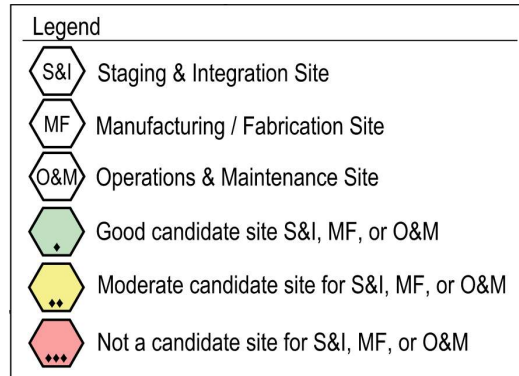 Legend
S&I Staging & Integration Site
MF Manufacturing / Fabrication Site
O&M Operations & Maintenance Site
Good candidate site S&I, MF, or O&M
Moderate candidate site for S&I, MF, or O&M
Not a candidate site for S&I, MF, or O&M